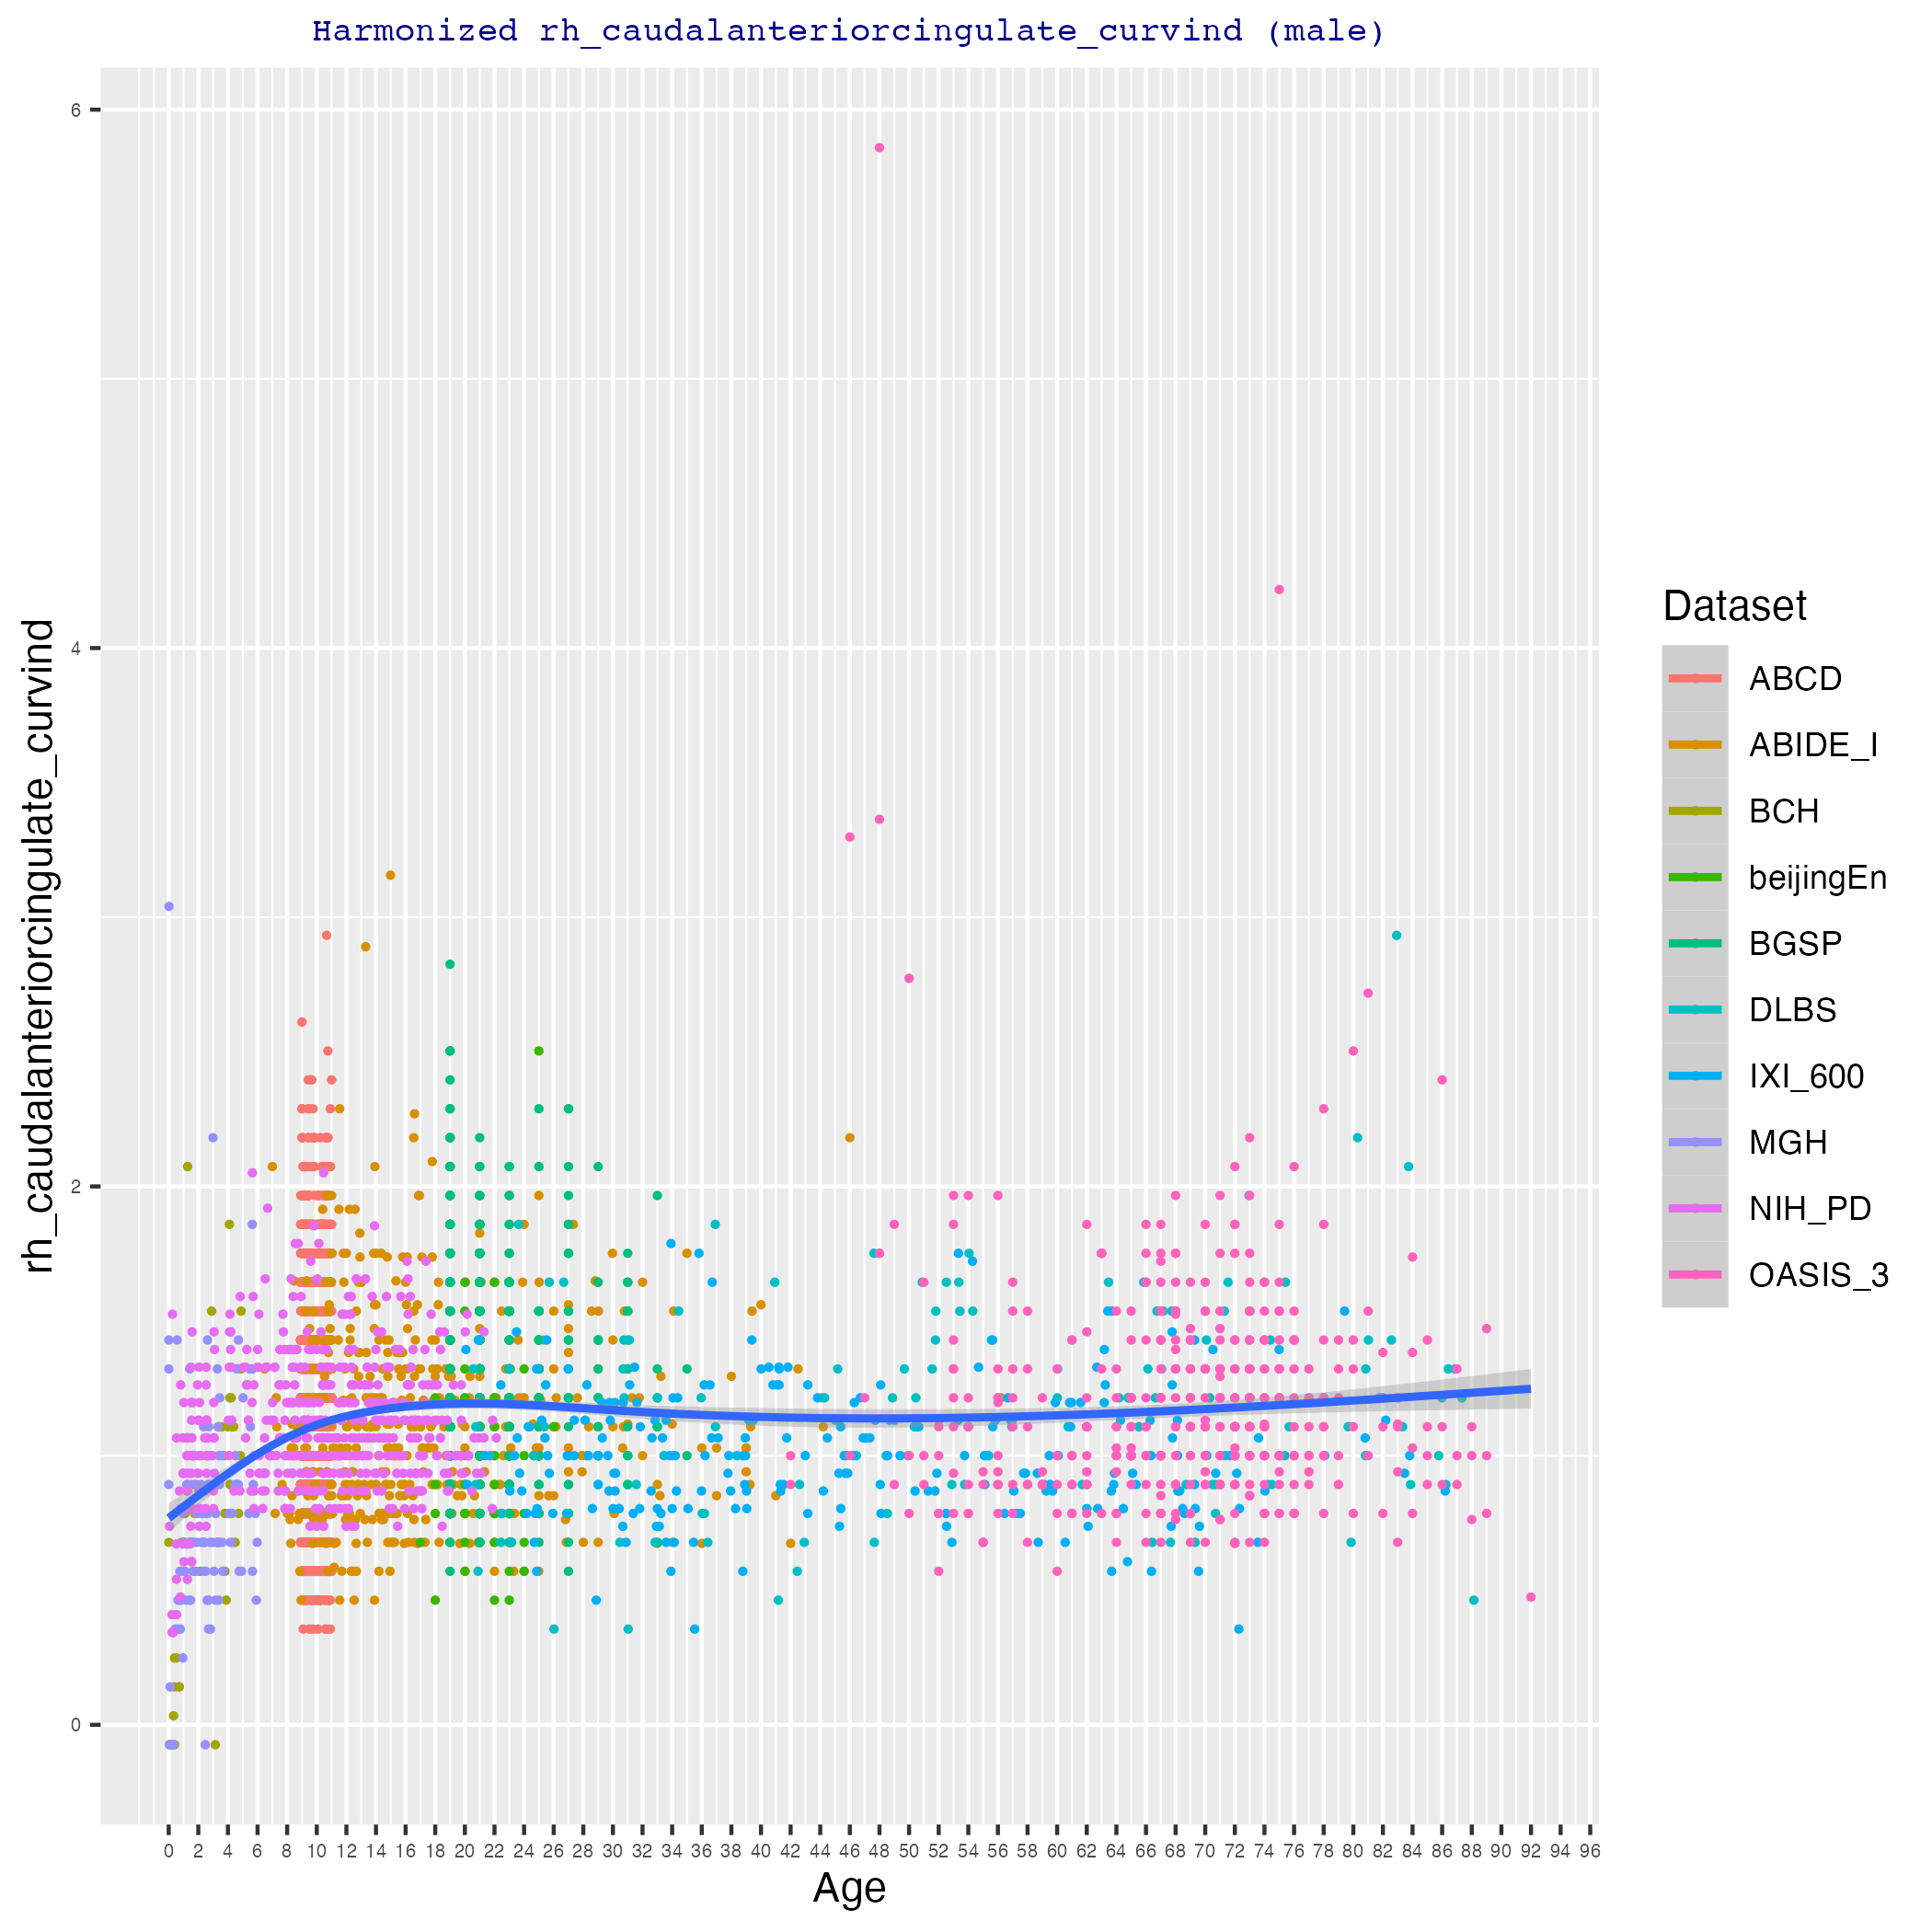 Harmonized rh_caudalanteriorcingulate_curvind (male)
rh_caudalanteriorcingulate_curvind
6
4
2
0
0 2 4 6 8 10 12 14 16 18 20 22 24 26 28 30 32 34 36 38 40 42 44 46 48 50 52 54 56 58 60 62 64 66 68 70 72 74 76 78 80 82 84 86 88 90 92 94 96
Age
Dataset
ABCD
ABIDE_I
BCH
beijingEn
BGSP
DLBS
IXI_600
MGH
NIH_PD
OASIS_3